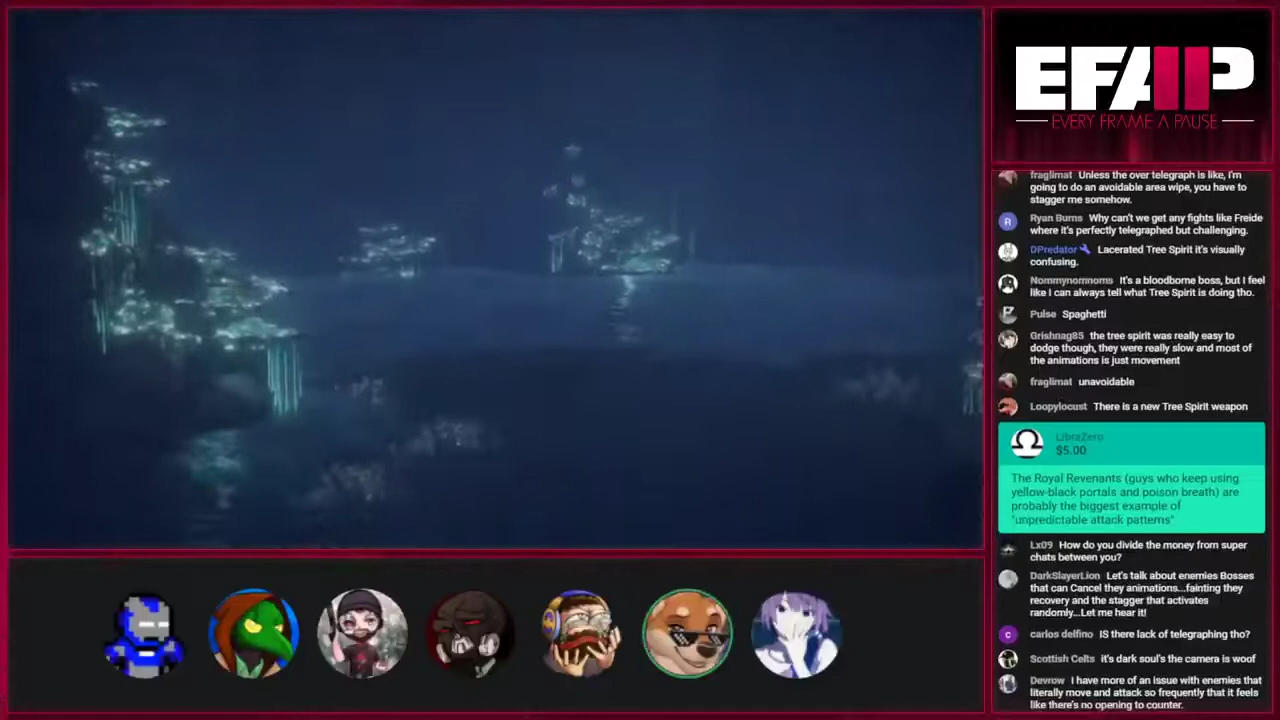 EFAP
EVERY FRAME A PAUSE
fraglimat Unless the over telegraph is like, I'm
going to do an avoidable area wipe, you have to
stagger me somehow.
R
Ryan Burns Why can't we get any fights like Freide
where it's perfectly telegraphed but challenging.
DPredator Lacerated Tree Spirit it's visually
confusing.
Nommynomnoms It's a bloodborne boss, but I feel
like I can always tell what Tree Spirit is doing tho.
Pulse Spaghetti
Grishnag85 the tree spirit was really easy to
dodge though, they were really slow and most of
the animations is just movement
fraglimat unavoidable
Loopylocust There is a new Tree Spirit weapon
LibraZero
$5.00
The Royal Revenants (guys who keep using
yellow-black portals and poison breath) are
probably the biggest example of
"unpredictable attack patterns"
Lx09 How do you divide the money from super
chats between you?
DarkSlayerLion Let's talk about enemies Bosses
that can Cancel they animations...fainting they
recovery and the stagger that activates
randomly...Let me hear it!
c
carlos delfino IS there lack of telegraphing tho?
Scottish Celts it's dark soul's the camera is woof
Devrow I have more of an issue with enemies that
literally move and attack so frequently that it feels
like there's no opening to counter.